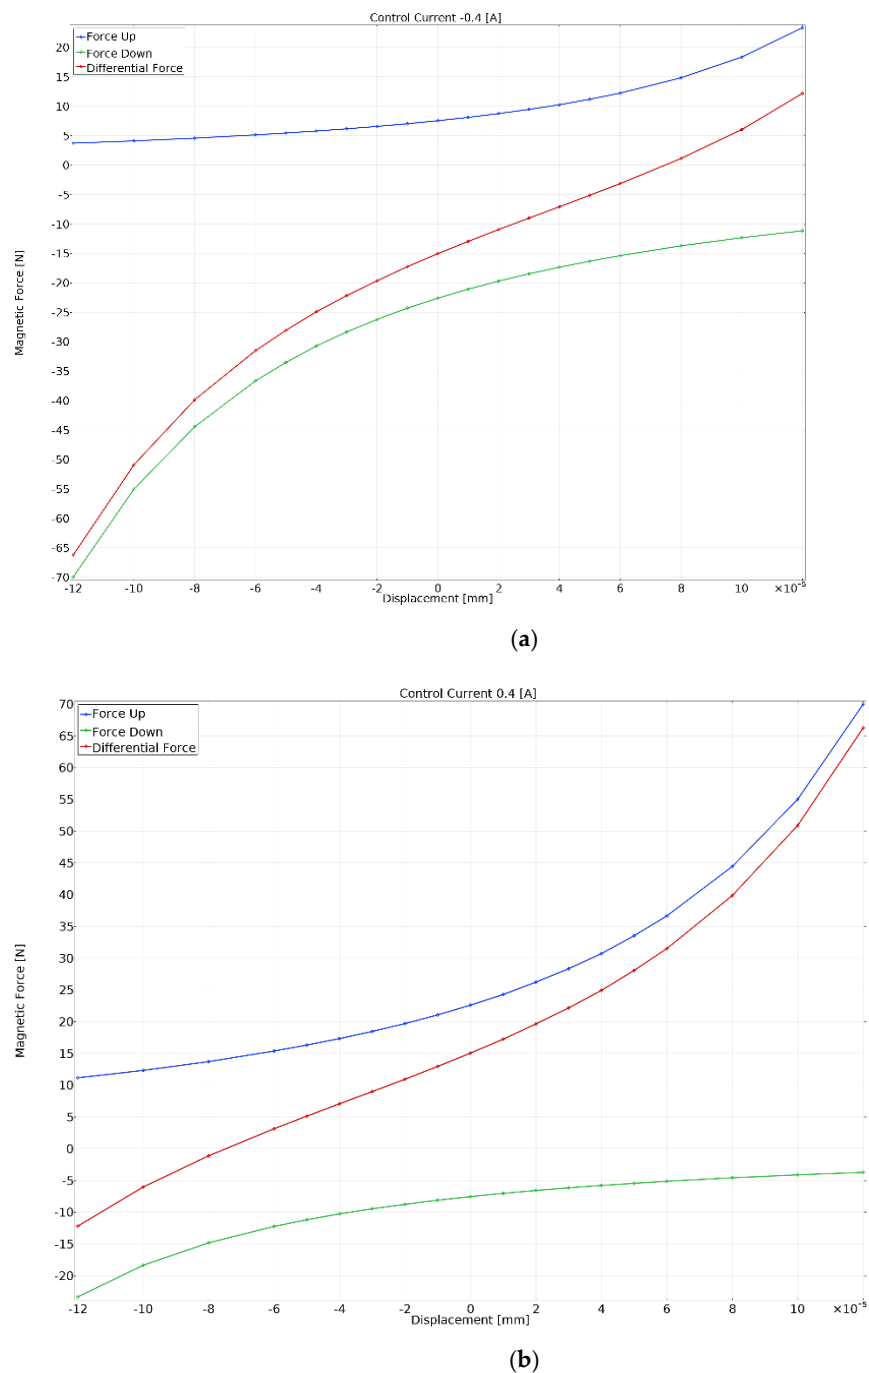 Control Current -0.4 [A]
Force Up
Force Down
Differential Force
20
15
10
5
0
-5
-10
-15
-20
-25
-30
-35
-40
-45
-50
-55
-60
-65
-70
Magnetic Force [N]
-12 -10 -8 -6 -4 -2 0 2 4 6 8 10 ×10⁻⁵
Displacement [mm]
(a)
Control Current 0.4 [A]
Force Up
Force Down
Differential Force
70
65
60
55
50
45
40
35
30
25
20
15
10
5
0
-5
-10
-15
-20
Magnetic Force [N]
-12 -10 -8 -6 -4 -2 0 2 4 6 8 10 ×10⁻⁵
Displacement [mm]
(b)